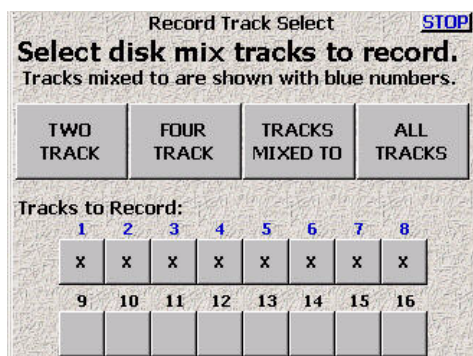 Record Track Select STOP
Select disk mix tracks to record.
Tracks mixed to are shown with blue numbers.
TWO TRACK
FOUR TRACK
TRACKS MIXED TO
ALL TRACKS
Tracks to Record:
1 2 3 4 5 6 7 8
X X X X X X X X
9 10 11 12 13 14 15 16